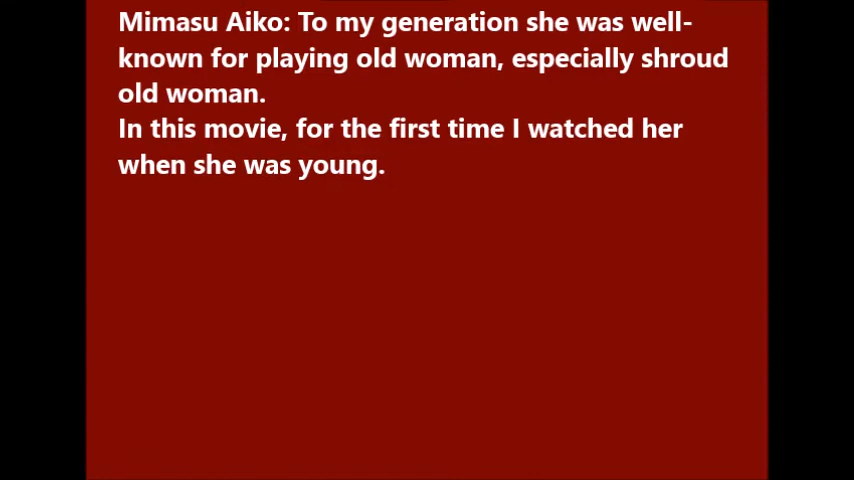 Mimasu Aiko: To my generation she was well-
known for playing old woman, especially shroud
old woman.
In this movie, for the first time I watched her
when she was young.